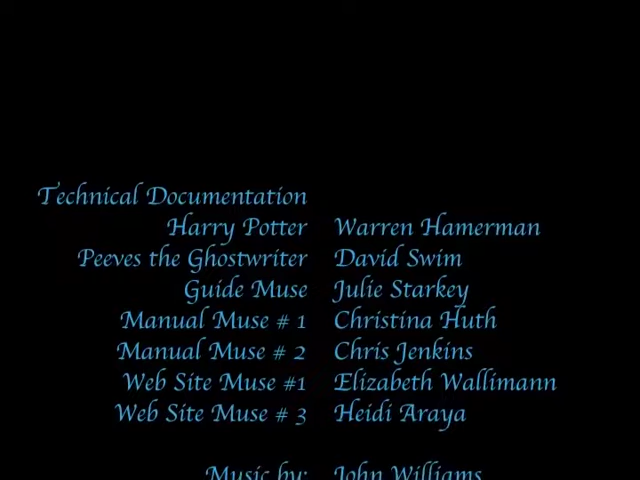 Technical Documentation
Harry Potter Warren Hamerman
Peeves the Ghostwriter David Swim
Guide Muse Julie Starkey
Manual Muse # 1 Christina Huth
Manual Muse # 2 Chris Jenkins
Web Site Muse #1 Elizabeth Wallimann
Web Site Muse # 3 Heidi Araya
Music by: John Williams